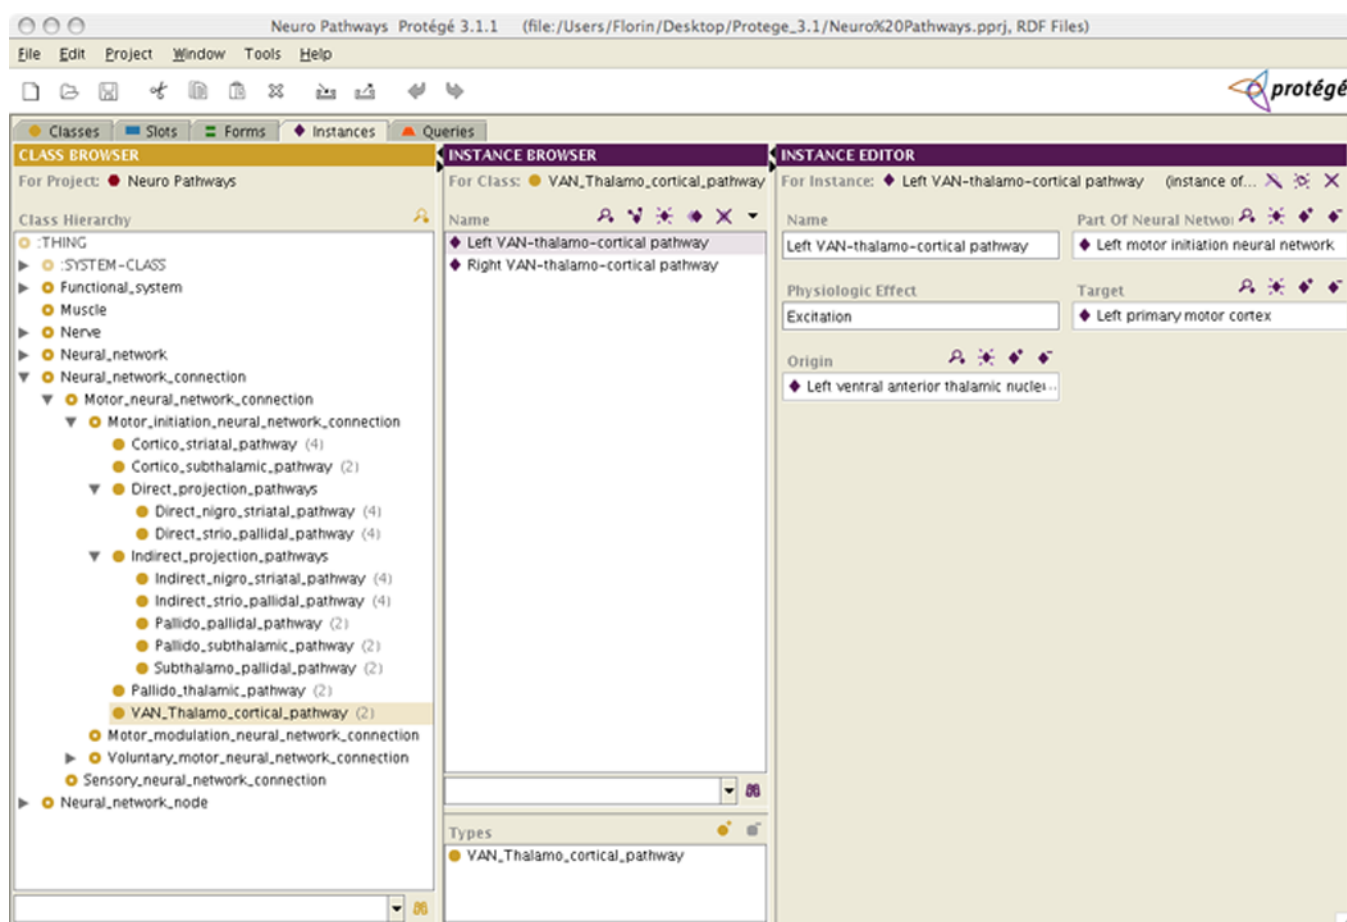 Neuro Pathways Protégé 3.1.1 (file:/Users/Florin/Desktop/Protege_3.1/Neuro%20Pathways.pprj, RDF Files)
File Edit Project Window Tools Help
protégé
Classes Slots Forms Instances Queries
CLASS BROWSER
For Project: Neuro Pathways
Class Hierarchy
:THING
:SYSTEM-CLASS
Functional_system
Muscle
Nerve
Neural_network
Neural_network_connection
Motor_neural_network_connection
Motor_initiation_neural_network_connection
Cortico_striatal_pathway (4)
Cortico_subthalamic_pathway (2)
Direct_projection_pathways
Direct_nigro_striatal_pathway (4)
Direct_strio_pallidal_pathway (4)
Indirect_projection_pathways
Indirect_nigro_striatal_pathway (4)
Indirect_strio_pallidal_pathway (4)
Pallido_pallidal_pathway (2)
Pallido_subthalamic_pathway (2)
Subthalamo_pallidal_pathway (2)
Pallido_thalamic_pathway (2)
VAN_Thalamo_cortical_pathway (2)
Motor_modulation_neural_network_connection
Voluntary_motor_neural_network_connection
Sensory_neural_network_connection
Neural_network_node
INSTANCE BROWSER
For Class: VAN_Thalamo_cortical_pathway
Name
Left VAN-thalamo-cortical pathway
Right VAN-thalamo-cortical pathway
Types
VAN_Thalamo_cortical_pathway
INSTANCE EDITOR
For Instance: Left VAN-thalamo-cortical pathway (instance of...
Name
Left VAN-thalamo-cortical pathway
Part Of Neural Netwo
Left motor initiation neural network
Physiologic Effect
Excitation
Target
Left primary motor cortex
Origin
Left ventral anterior thalamic nucle...